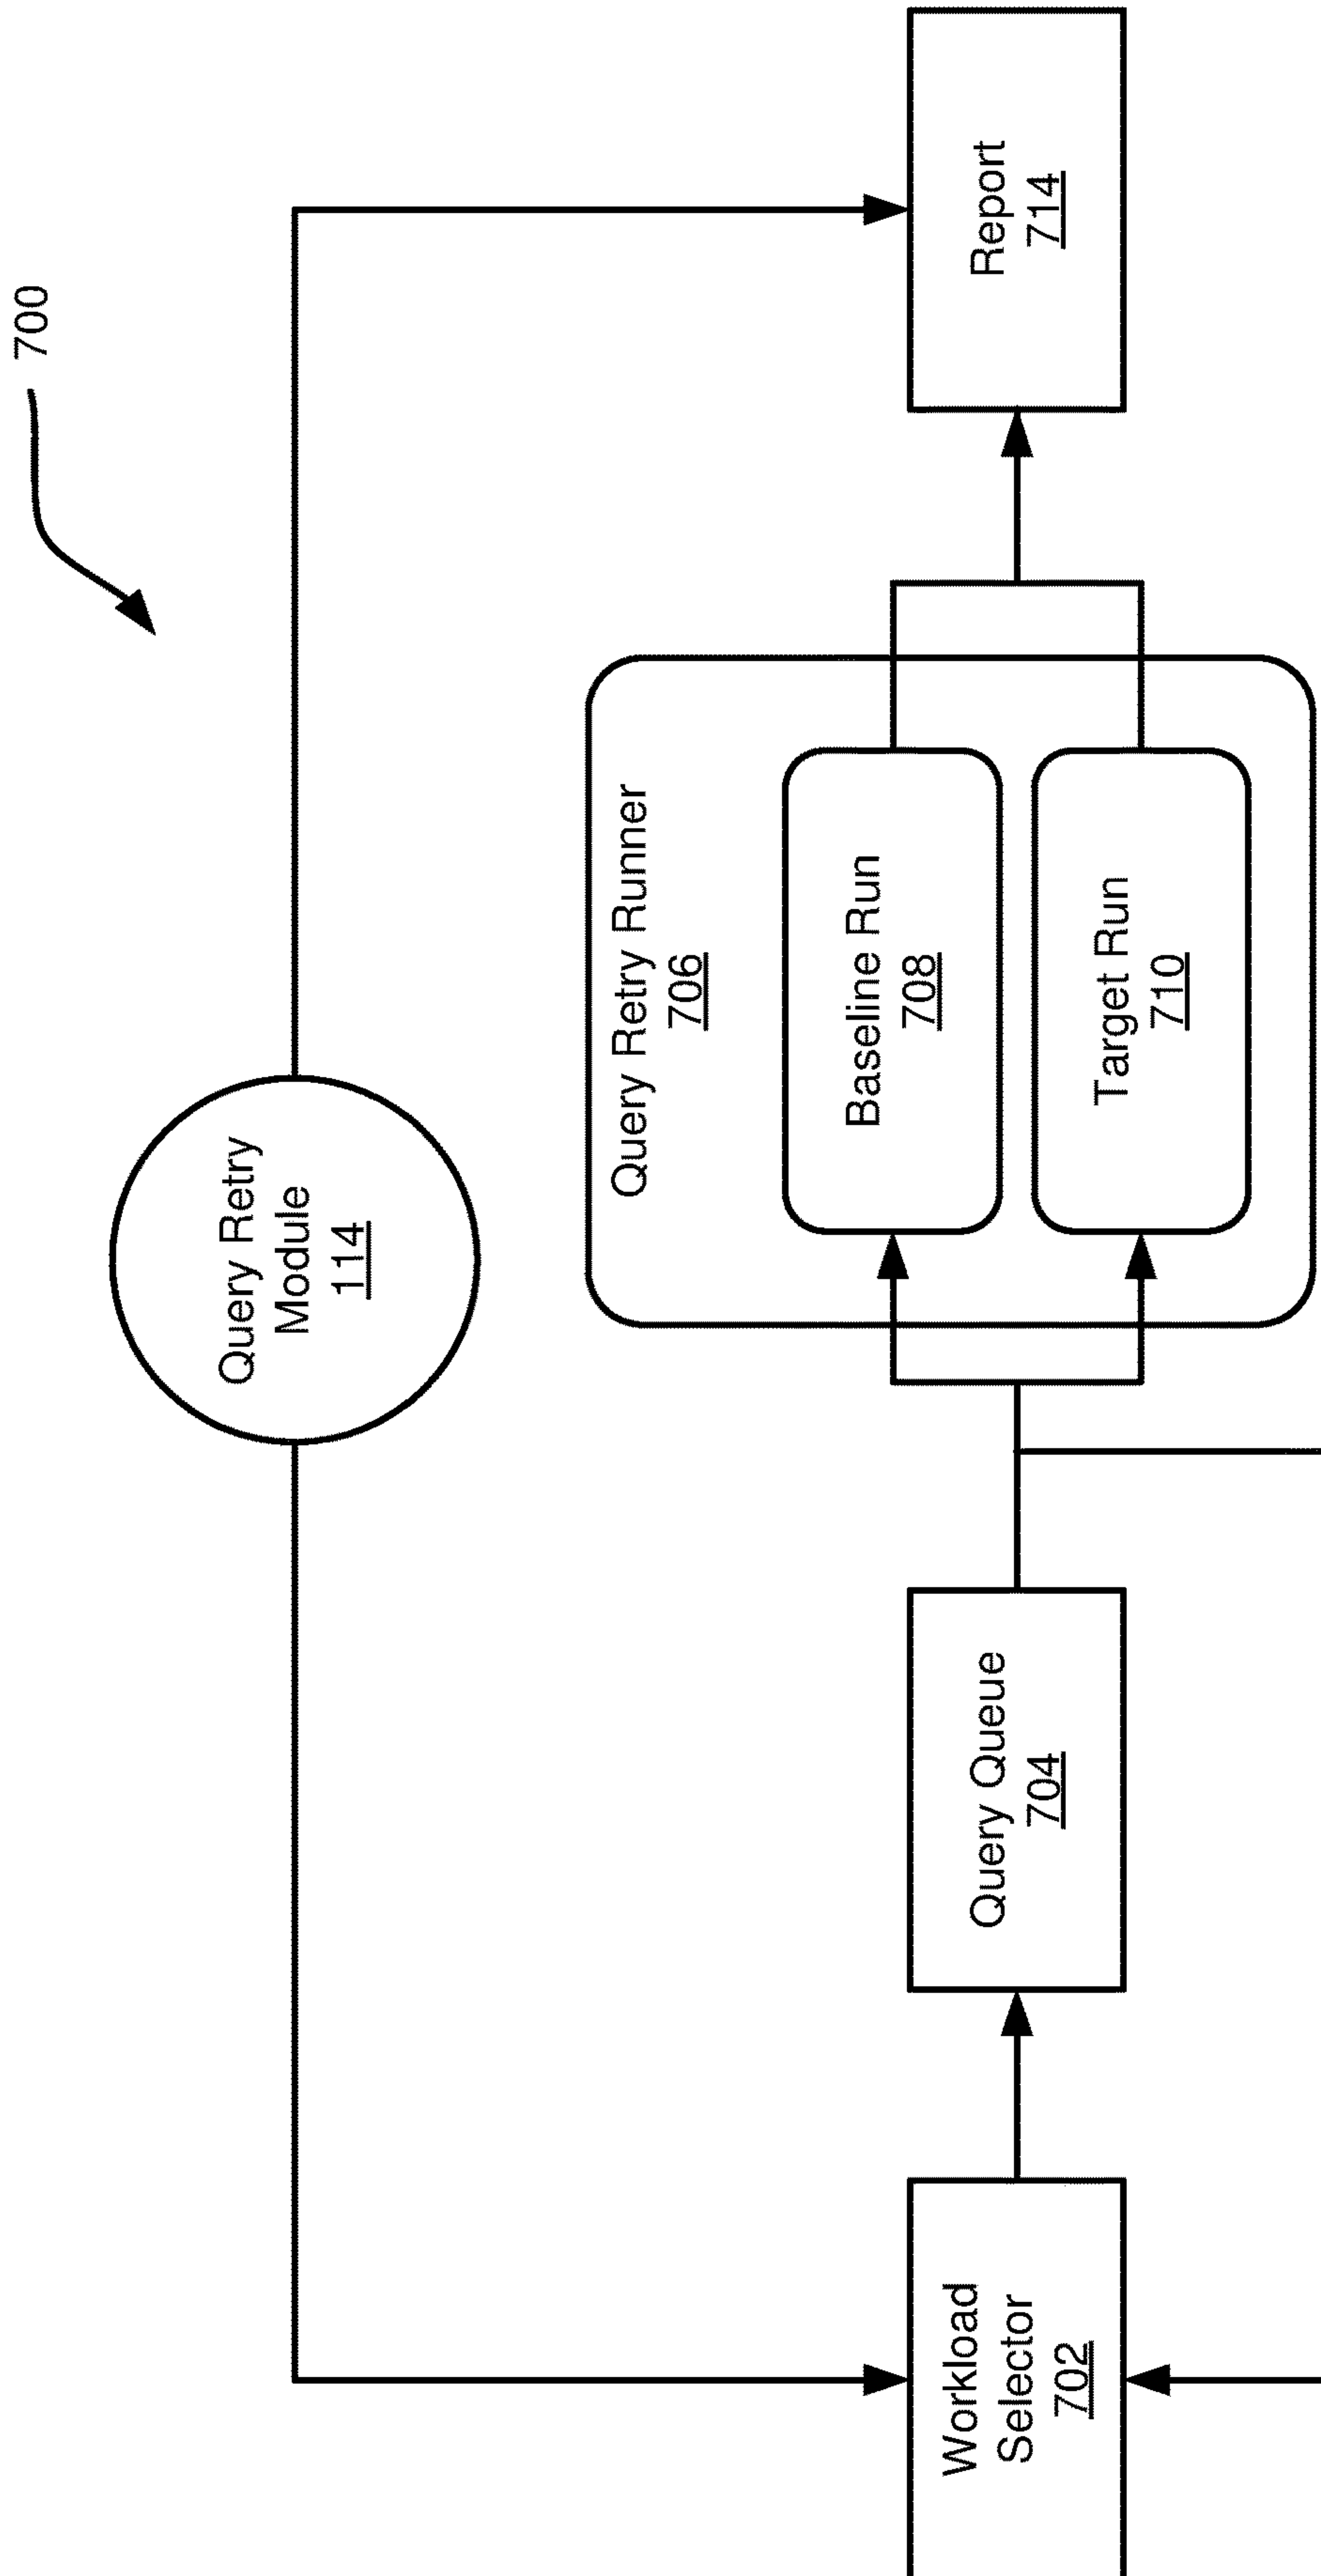 700
Query Retry
Module
114
Workload
Selector
702
Query Queue
704
Query Retry Runner
706
Baseline Run
708
Target Run
710
Report
714